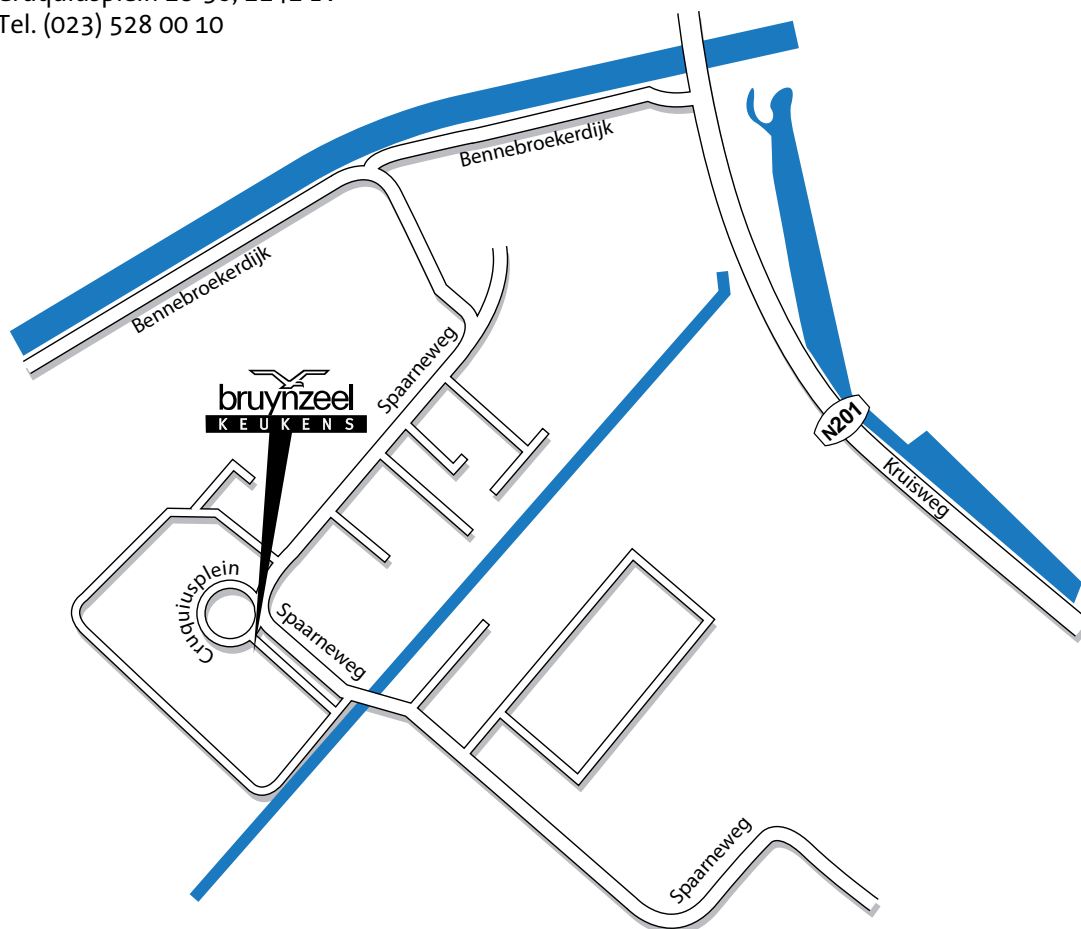 Tel. (023) 528 00 10
Bennebroekerdijk
Bennebroekerdijk
Spaarneweg
bruynzeel
KEUKENS
N201
Kruisweg
Cruquiusplein
Spaarneweg
Spaarneweg